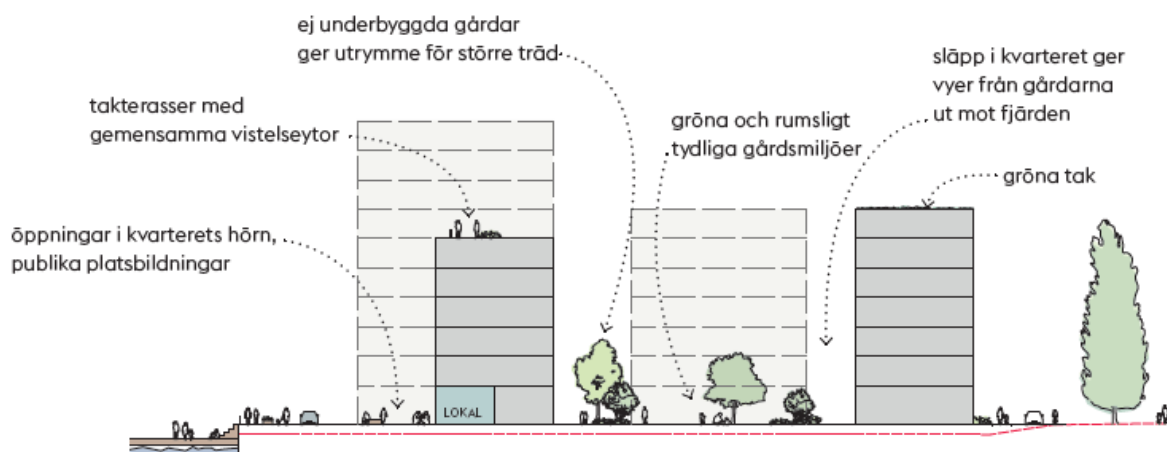 ej underbyggda gårdar
ger utrymme för större träd
släpp i kvarteret ger
vyer från gårdarna
ut mot fjärden
takterasser med
gemensamma vistelseytor
gröna och rumsligt
tydliga gårdsmiljöer
gröna tak
öppningar i kvarterets hörn,
publika platsbildningar
LOKAL